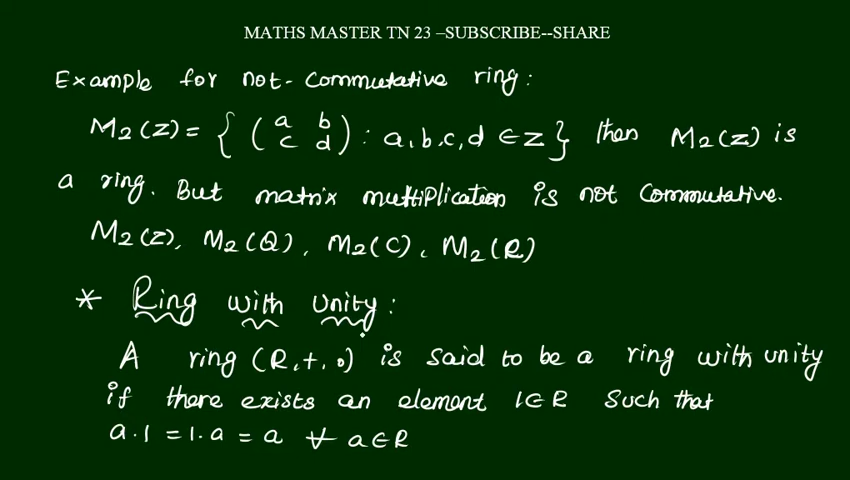 MATHS MASTER TN 23 –SUBSCRIBE--SHARE
Example for not-commutative ring:
M₂(Z) = { ( a b
c d ) : a, b, c, d ∈ Z } then M₂(Z) is
a ring. But matrix multiplication is not commutative.
M₂(Z), M₂(Q), M₂(C), M₂(R)
* Ring with unity:
A ring (R, +, ∘) is said to be a ring with unity
if there exists an element 1∈R such that
a.1 = 1.a = a ∀ a∈R